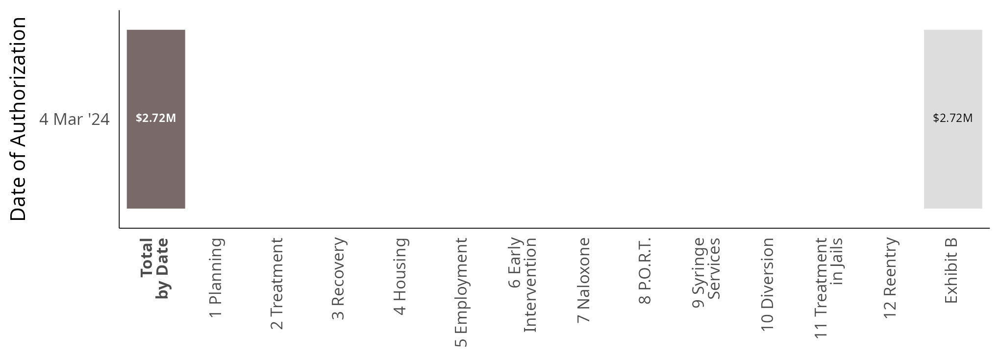 Date of Authorization
4 Mar '24
$2.72M
$2.72M
Total
by Date
1 Planning
2 Treatment
3 Recovery
4 Housing
5 Employment
6 Early
Intervention
7 Naloxone
8 P.O.R.T.
9 Syringe
Services
10 Diversion
11 Treatment
in Jails
12 Reentry
Exhibit B